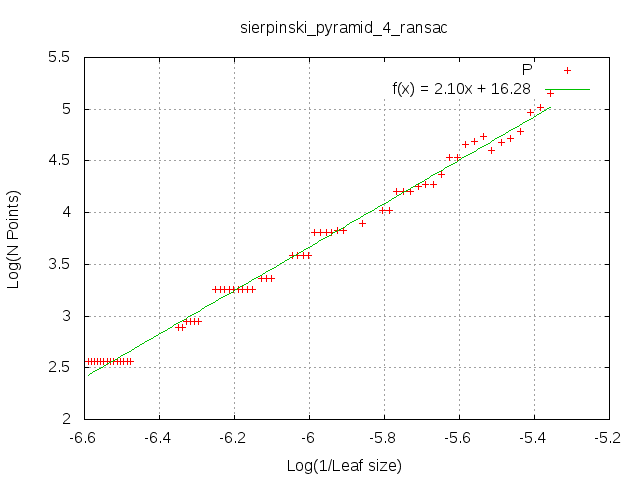 sierpinski_pyramid_4_ransac
P
f(x) = 2.10x + 16.28
Log(N Points)
5.5
5
4.5
4
3.5
3
2.5
2
-6.6 -6.4 -6.2 -6 -5.8 -5.6 -5.4 -5.2
Log(1/Leaf size)